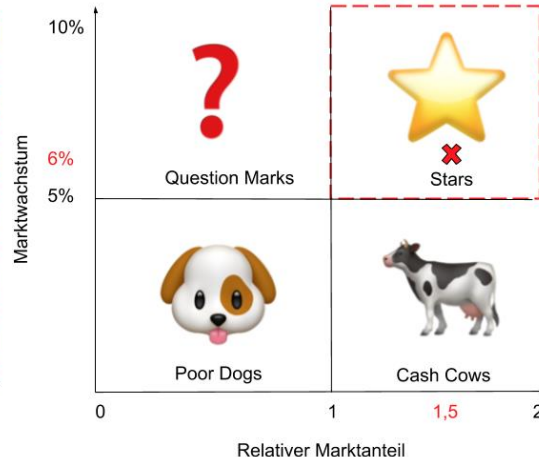 10%
?
Marktwachstum
6%
Question Marks
Stars
5%
Poor Dogs
Cash Cows
0
1
1,5
2
Relativer Marktanteil